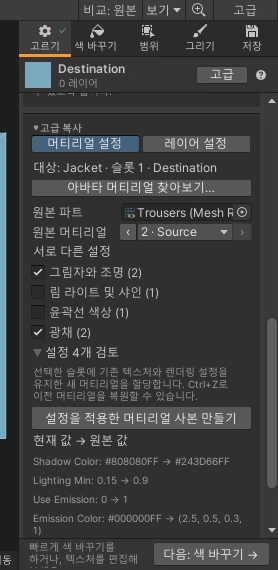 비교: 원본 보기 고급
고르기 색 바꾸기 범위 그리기 저장
Destination
0 레이어
고급
고급 복사
머티리얼 설정 레이어 설정
대상: Jacket · 슬롯 1 · Destination
아바타 머티리얼 찾아보기...
원본 파트 Trousers (Mesh R
원본 머티리얼 ‹ 2 · Source ›
서로 다른 설정
그림자와 조명 (2)
림 라이트 및 샤인 (1)
윤곽선 색상 (1)
광채 (2)
설정 4개 검토
선택한 슬롯에 기존 텍스처와 렌더링 설정을
유지한 새 머티리얼을 할당합니다. Ctrl+Z로
이전 머티리얼을 복원할 수 있습니다.
설정을 적용한 머티리얼 사본 만들기
현재 값 → 원본 값
Shadow Color: #808080FF → #243D66FF
Lighting Min: 0.15 → 0.9
Use Emission: 0 → 1
Emission Color: #000000FF → (2.5, 0.5, 0.3,
1)
이동
빠르게 색 바꾸기를
하거나, 텍스처를 편집해
다음: 색 바꾸기 →